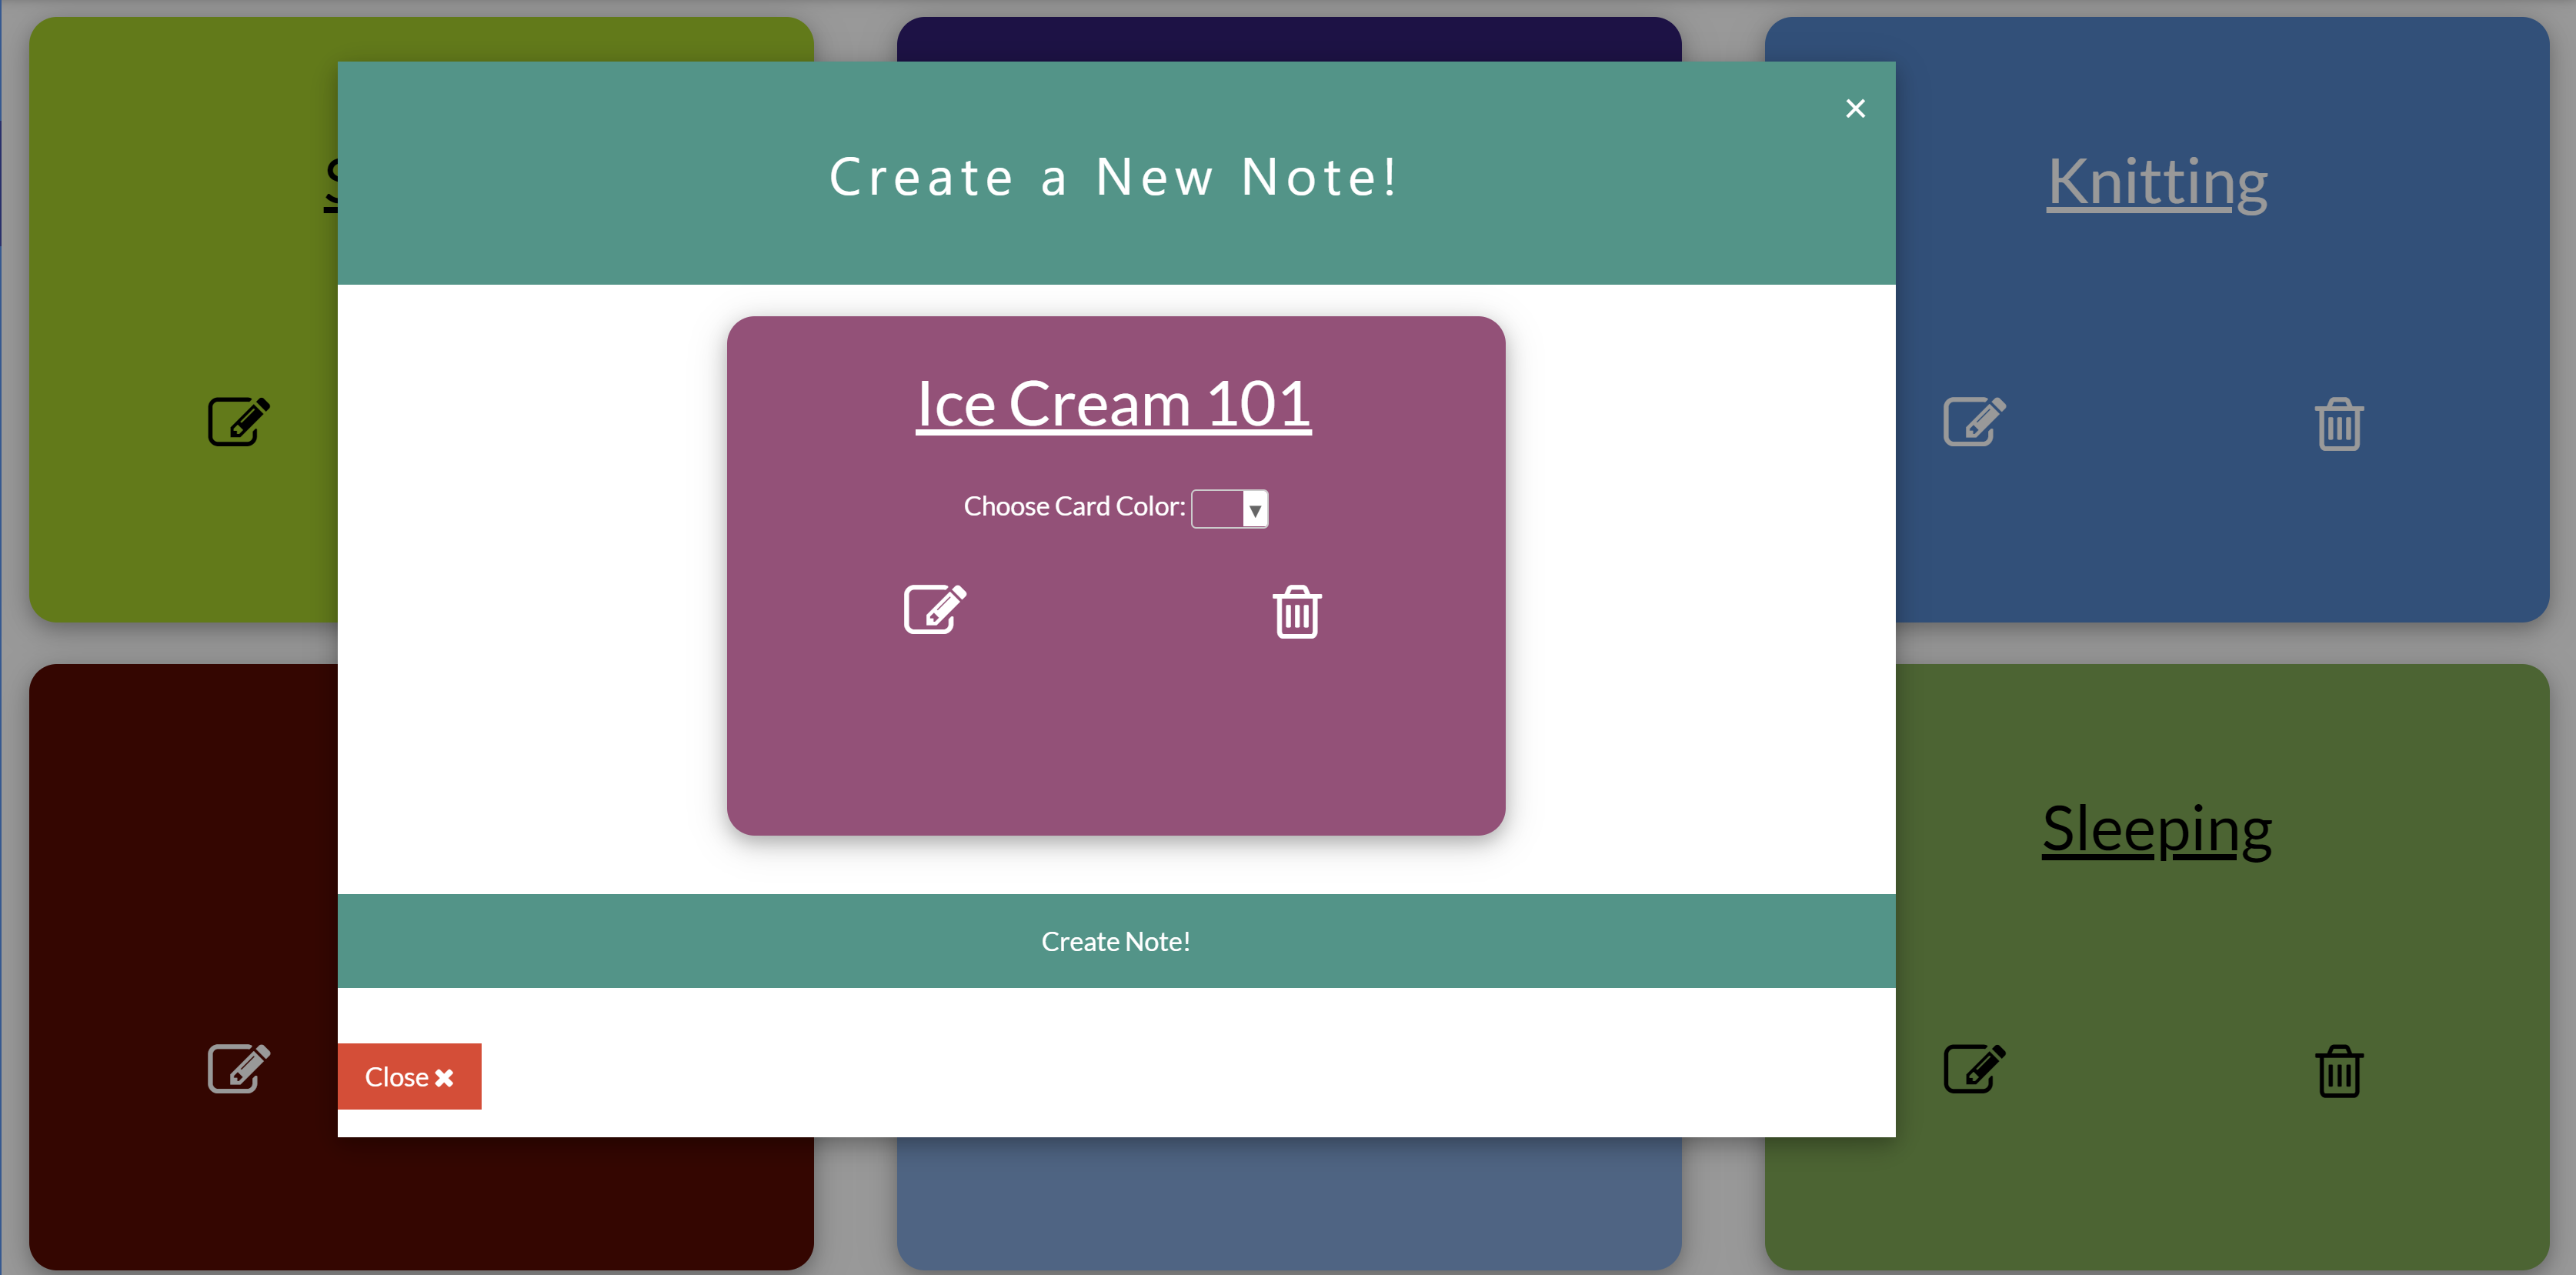 Create a New Note!
Knitting
Ice Cream 101
Choose Card Color:
Sleeping
Create Note!
Close